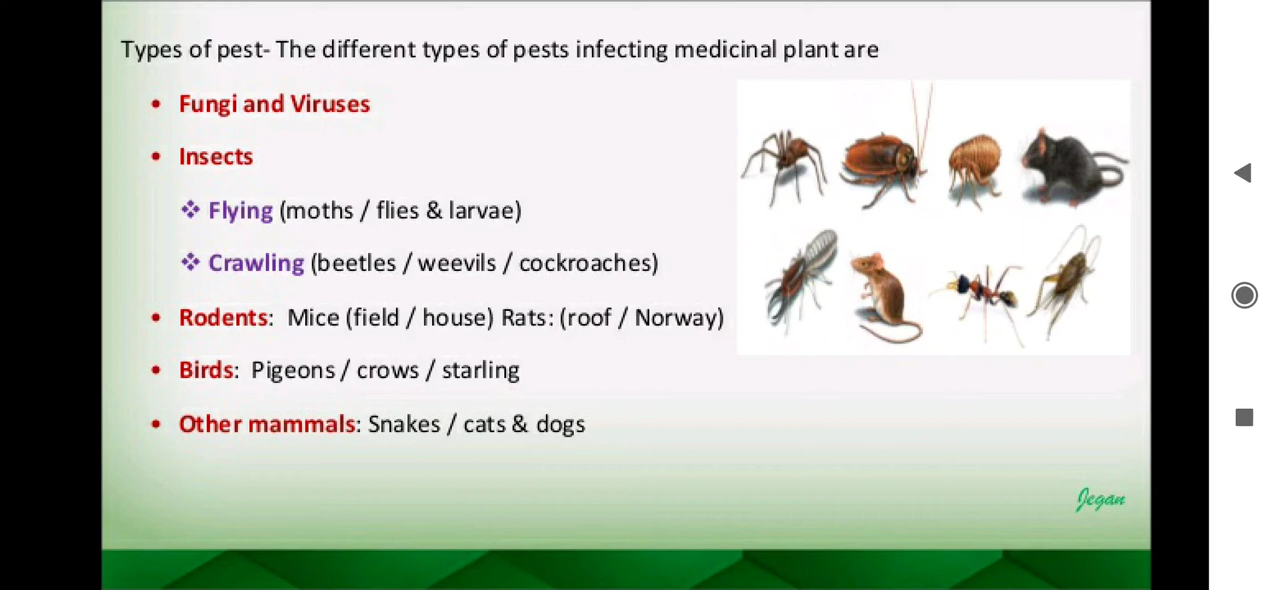 Types of pest- The different types of pests infecting medicinal plant are
• Fungi and Viruses
• Insects
❖ Flying (moths / flies & larvae)
❖ Crawling (beetles / weevils / cockroaches)
• Rodents:  Mice (field / house) Rats: (roof / Norway)
• Birds:  Pigeons / crows / starling
• Other mammals: Snakes / cats & dogs
Jegan